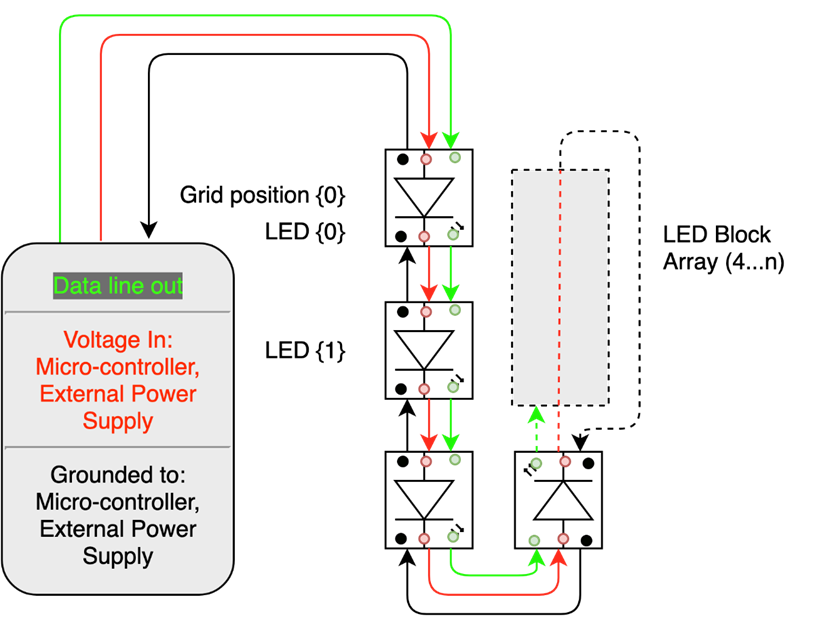 Grid position {0}
LED {0}
LED Block
Array (4...n)
Data line out
Voltage In:
Micro-controller,
External Power
Supply
LED {1}
Grounded to:
Micro-controller,
External Power
Supply